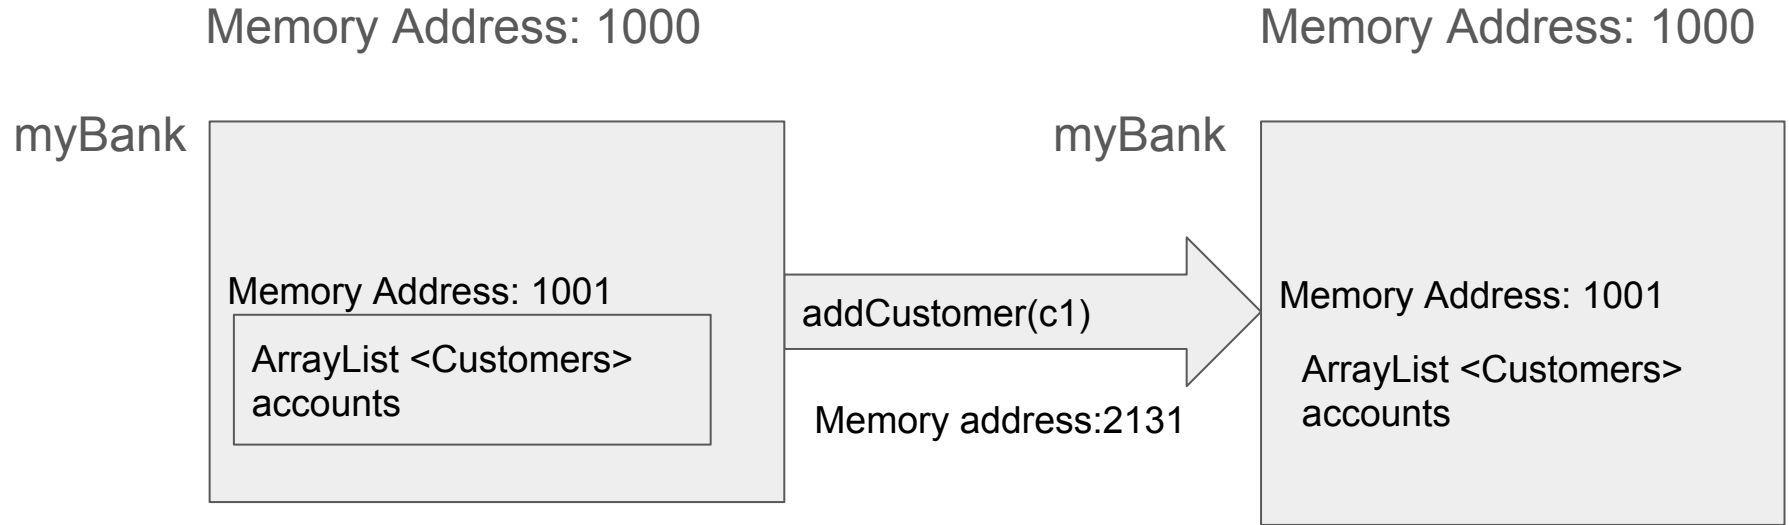 Memory Address: 1000
Memory Address: 1000
myBank
myBank
Memory Address: 1001
ArrayList <Customers>
accounts
addCustomer(c1)
Memory address:2131
Memory Address: 1001
ArrayList <Customers>
accounts